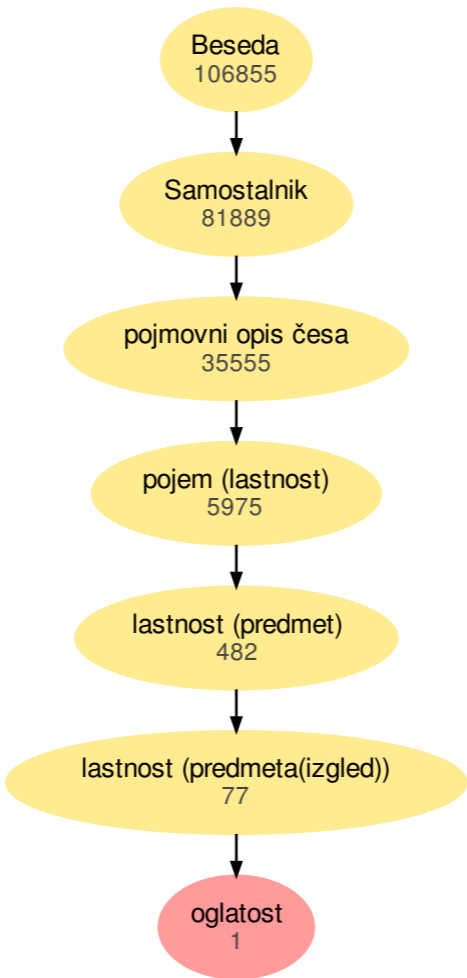 Beseda
106855
Samostalnik
81889
pojmovni opis česa
35555
pojem (lastnost)
5975
lastnost (predmet)
482
lastnost (predmeta(izgled))
77
oglatost
1